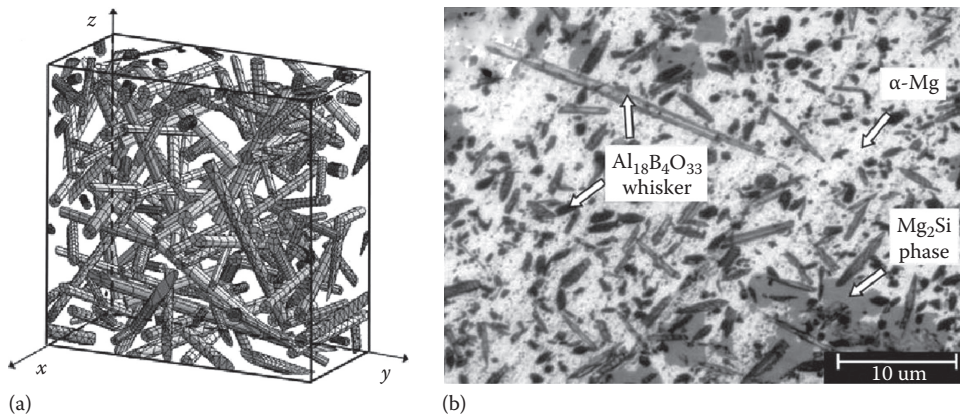 z
x
y
(a)
α-Mg
Al18B4O33
whisker
Mg2Si
phase
10 um
(b)